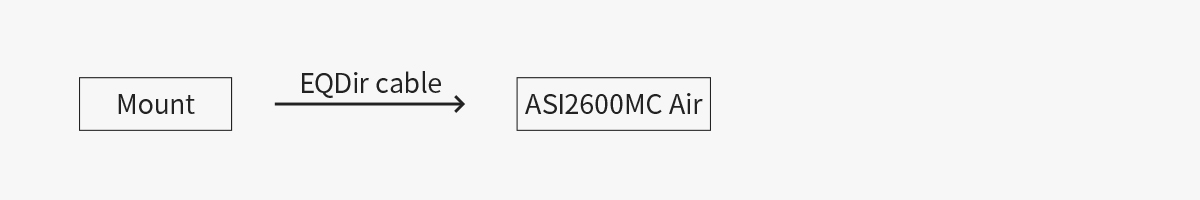 EQDir cable
Mount
ASI2600MC Air